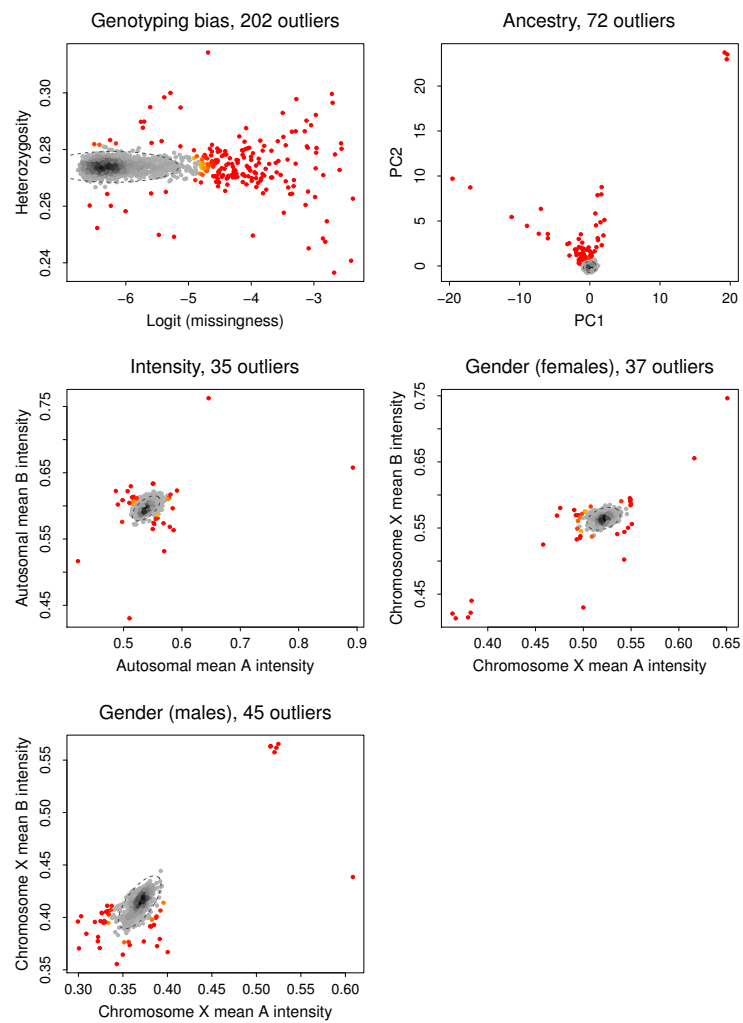 Genotyping bias, 202 outliers
Heterozygosity
0.24 0.26 0.28 0.30
−6 −5 −4 −3
Logit (missingness)
Ancestry, 72 outliers
PC2
0 5 10 15 20
−20 −10 0 10 20
PC1
Intensity, 35 outliers
Autosomal mean B intensity
0.45 0.55 0.65 0.75
0.5 0.6 0.7 0.8 0.9
Autosomal mean A intensity
Gender (females), 37 outliers
Chromosome X mean B intensity
0.45 0.55 0.65 0.75
0.40 0.45 0.50 0.55 0.60 0.65
Chromosome X mean A intensity
Gender (males), 45 outliers
Chromosome X mean B intensity
0.35 0.40 0.45 0.50 0.55
0.30 0.35 0.40 0.45 0.50 0.55 0.60
Chromosome X mean A intensity